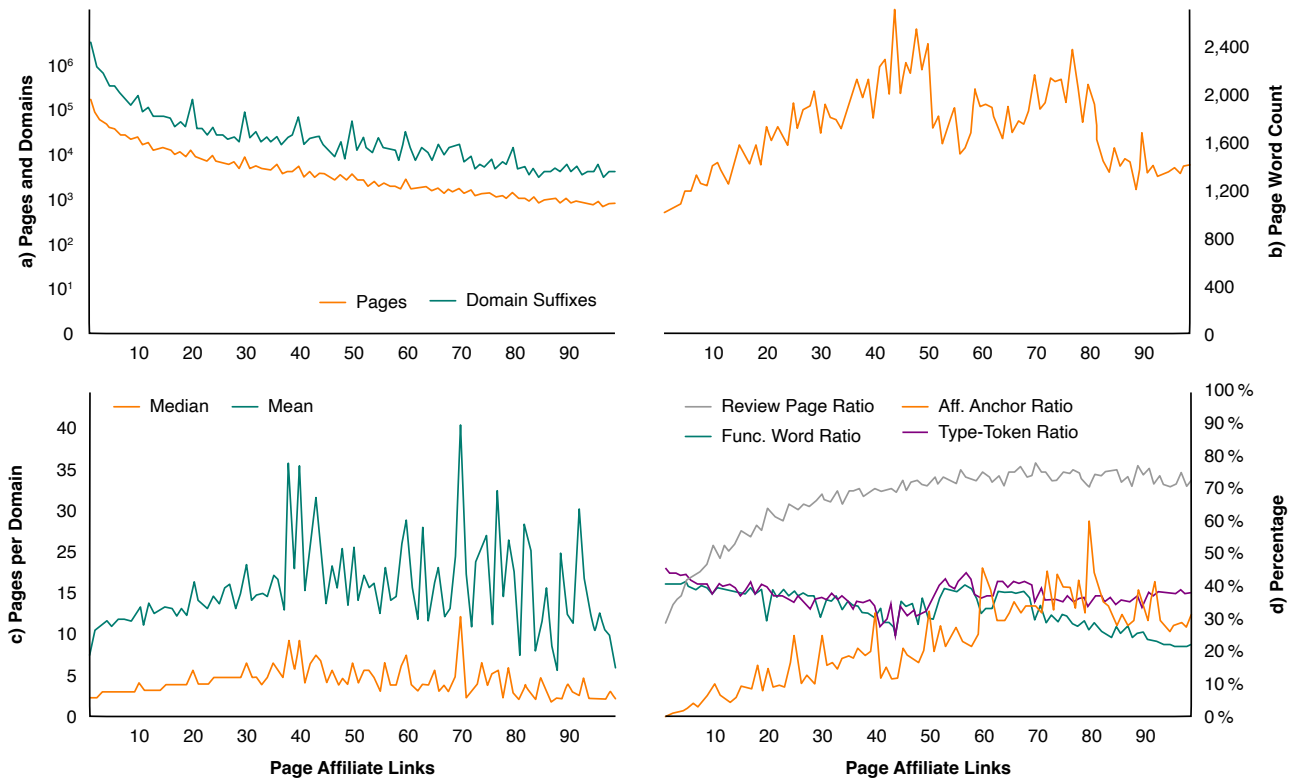 a) Pages and Domains
10⁶
10⁵
10⁴
10³
10²
10¹
0
Pages
Domain Suffixes
10 20 30 40 50 60 70 80 90
b) Page Word Count
2,400
2,000
1,600
1,200
800
400
0
10 20 30 40 50 60 70 80 90
c) Pages per Domain
Median
Mean
40
35
30
25
20
15
10
5
0
10 20 30 40 50 60 70 80 90
Page Affiliate Links
d) Percentage
Review Page Ratio
Aff. Anchor Ratio
Func. Word Ratio
Type-Token Ratio
100 %
90 %
80 %
70 %
60 %
50 %
40 %
30 %
20 %
10 %
0 %
10 20 30 40 50 60 70 80 90
Page Affiliate Links